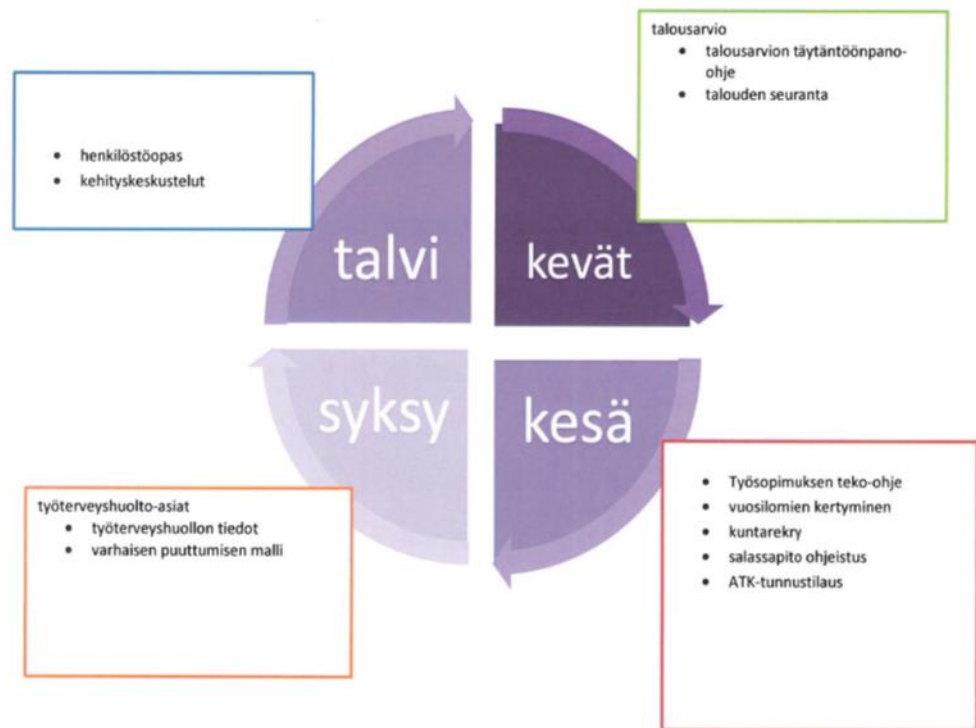 talousarvio
• talousarvion täytäntöönpano-
ohje
• talouden seuranta
• henkilöstöopas
• kehityskeskustelut
talvi
kevät
syksy
kesä
työterveyshuolto-asiat
• työterveyshuollon tiedot
• varhaisen puuttumisen malli
• Työsopimuksen teko-ohje
• vuosilomien kertyminen
• kuntarekry
• salassapito ohjeistus
• ATK-tunnustilaus